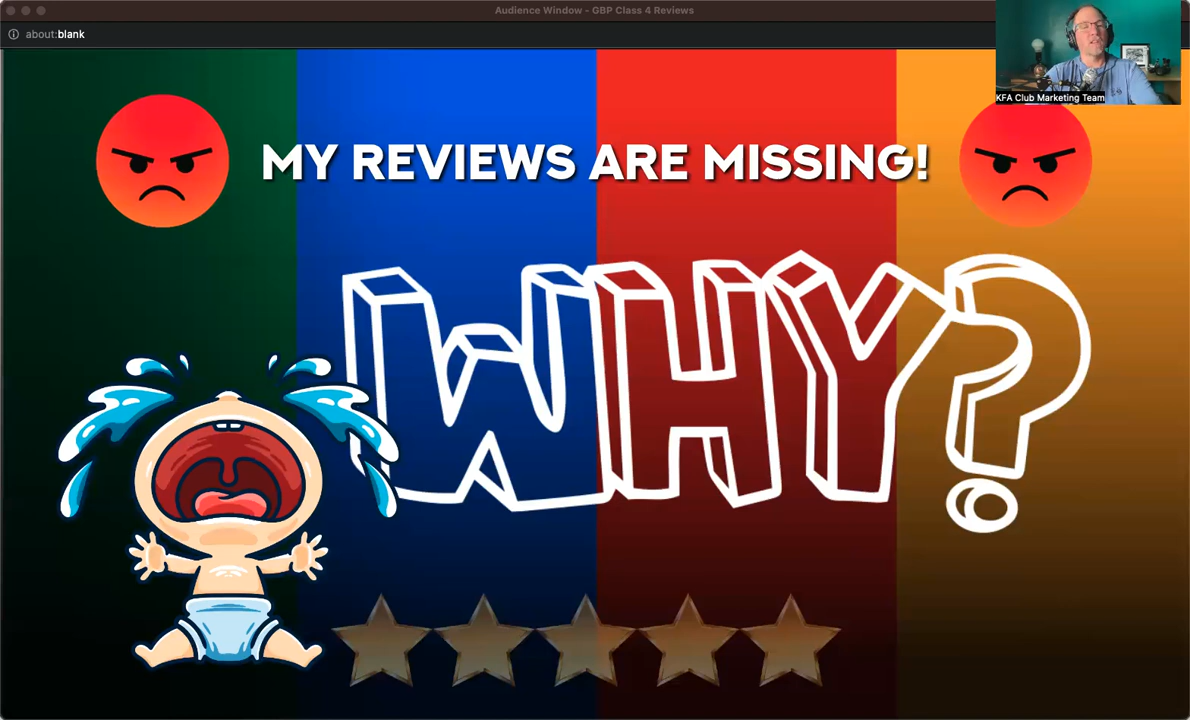 Audience Window - GBP Class 4 Reviews
about:blank
KFA Club Marketing Team
MY REVIEWS ARE MISSING!
WHY?